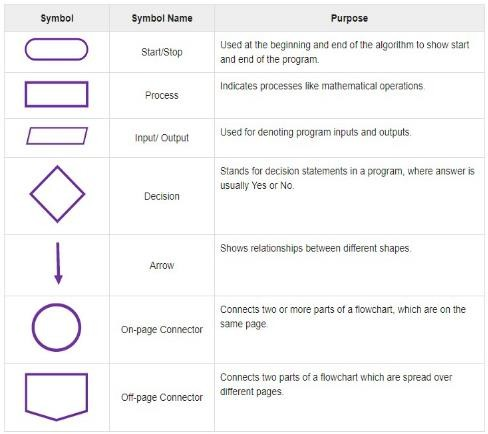 Symbol Symbol Name Purpose
Start/Stop
Used at the beginning and end of the algorithm to show start
and end of the program.
Process
Indicates processes like mathematical operations.
Input/ Output
Used for denoting program inputs and outputs.
Decision
Stands for decision statements in a program, where answer is
usually Yes or No.
Arrow
Shows relationships between different shapes.
On-page Connector
Connects two or more parts of a flowchart, which are on the
same page.
Off-page Connector
Connects two parts of a flowchart which are spread over
different pages.